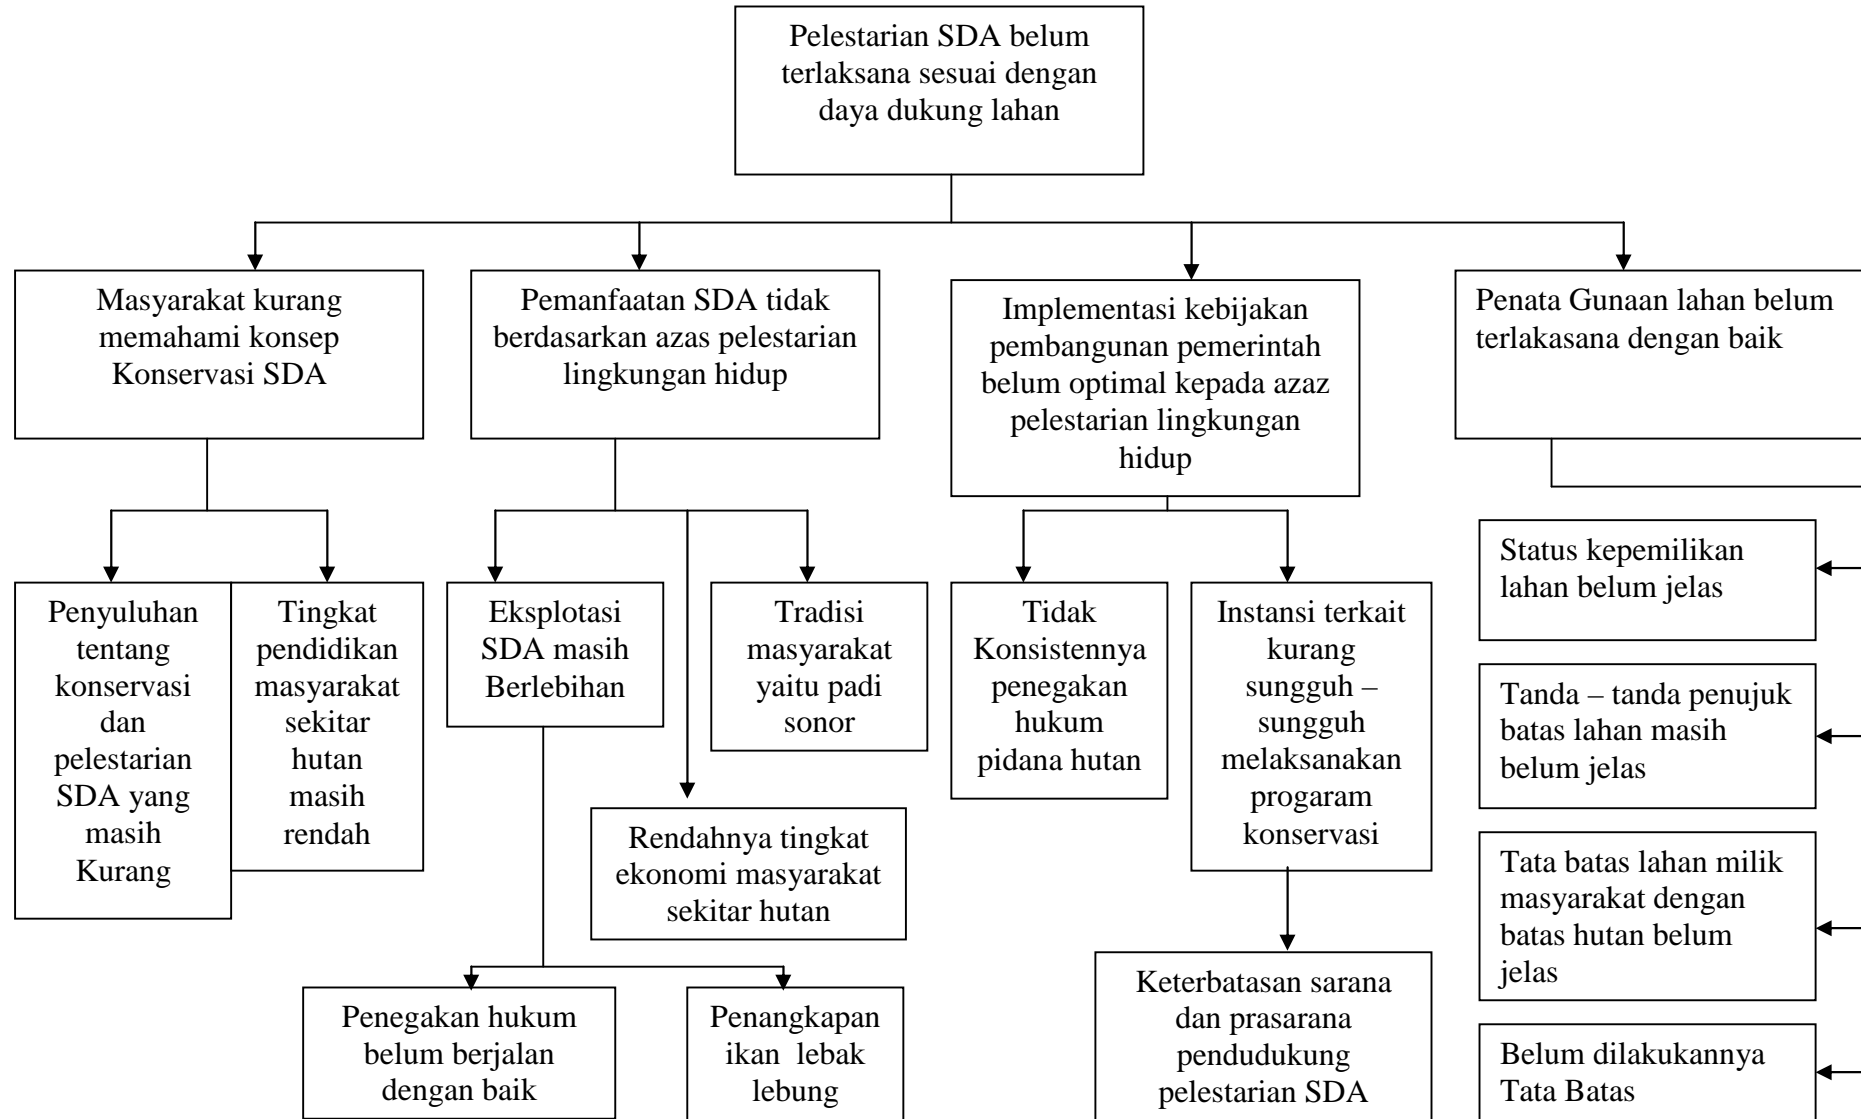 Pelestarian SDA belum
terlaksana sesuai dengan
daya dukung lahan
Masyarakat kurang
memahami konsep
Konservasi SDA
Pemanfaatan SDA tidak
berdasarkan azas pelestarian
lingkungan hidup
Implementasi kebijakan
pembangunan pemerintah
belum optimal kepada azaz
pelestarian lingkungan
hidup
Penata Gunaan lahan belum
terlakasana dengan baik
Penyuluhan
tentang
konservasi
dan
pelestarian
SDA yang
masih
Kurang
Tingkat
pendidikan
masyarakat
sekitar
hutan
masih
rendah
Eksplotasi
SDA masih
Berlebihan
Tradisi
masyarakat
yaitu padi
sonor
Rendahnya tingkat
ekonomi masyarakat
sekitar hutan
Penegakan hukum
belum berjalan
dengan baik
Penangkapan
ikan lebak
lebung
Tidak
Konsistennya
penegakan
hukum
pidana hutan
Instansi terkait
kurang
sungguh –
sungguh
melaksanakan
progaram
konservasi
Keterbatasan sarana
dan prasarana
pendudukung
pelestarian SDA
Status kepemilikan
lahan belum jelas
Tanda – tanda penujuk
batas lahan masih
belum jelas
Tata batas lahan milik
masyarakat dengan
batas hutan belum
jelas
Belum dilakukannya
Tata Batas